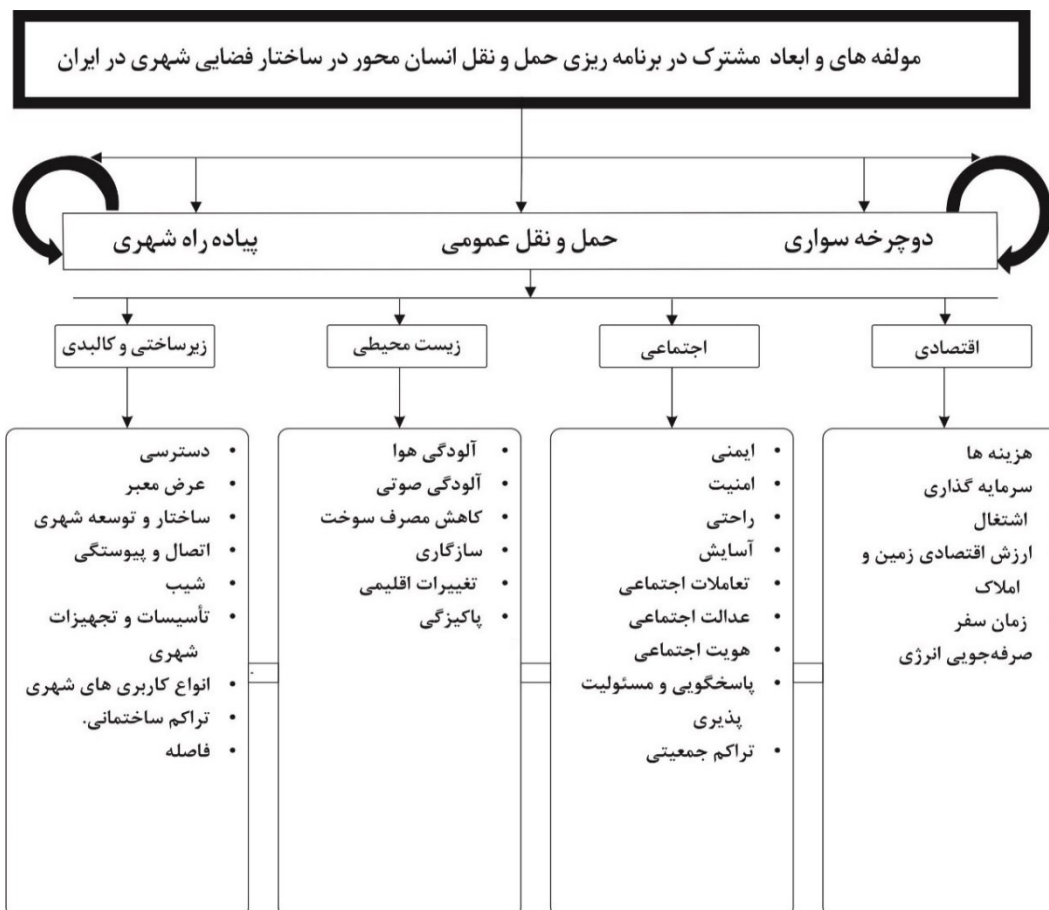 مولفه های و ابعاد مشترک در برنامه ریزی حمل و نقل انسان محور در ساختار فضایی شهری در ایران
دوچرخه سواری
حمل و نقل عمومی
پیاده راه شهری
اقتصادی
اجتماعی
زیست محیطی
زیرساختی و کالبدی
هزینه ها
سرمایه گذاری
اشتغال
ارزش اقتصادی زمین و
املاک
زمان سفر
صرفه‌جویی انرژی
• ایمنی
• امنیت
• راحتی
• آسایش
• تعاملات اجتماعی
• عدالت اجتماعی
• هویت اجتماعی
• پاسخگویی و مسئولیت
پذیری
• تراکم جمعیتی
• آلودگی هوا
• آلودگی صوتی
• کاهش مصرف سوخت
• سازگاری
• تغییرات اقلیمی
• پاکیزگی
• دسترسی
• عرض معبر
• ساختار و توسعه شهری
• اتصال و پیوستگی
• شیب
• تأسیسات و تجهیزات
شهری
• انواع کاربری های شهری
• تراکم ساختمانی.
• فاصله